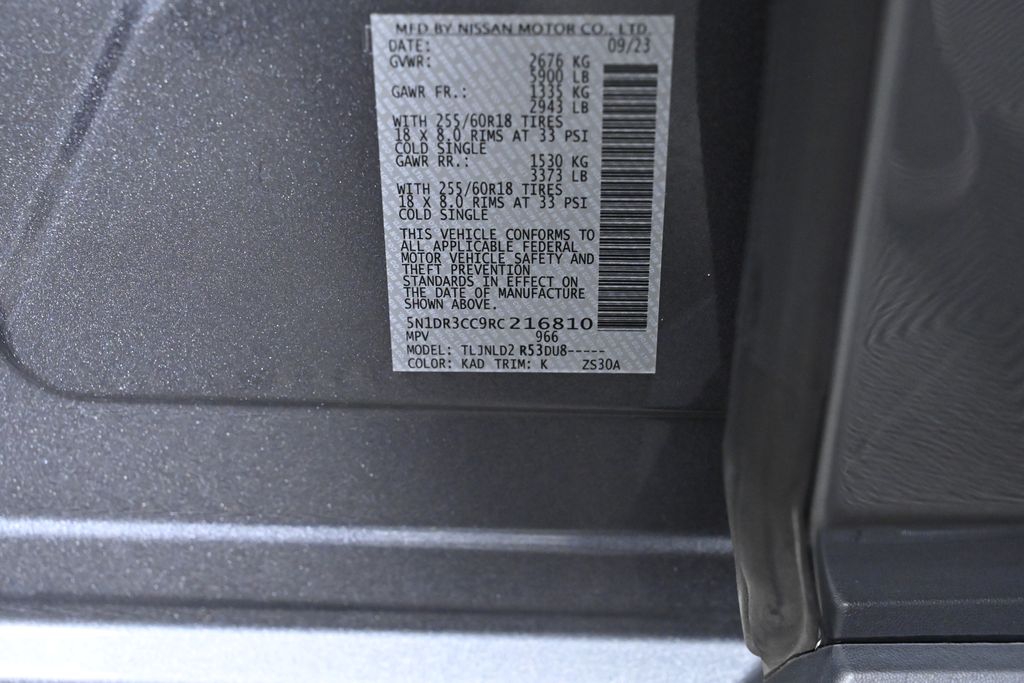 MFD BY NISSAN MOTOR CO., LTD.
DATE: 09/23
GVWR: 2676 KG
5900 LB
GAWR FR.: 1335 KG
2943 LB
WITH 255/60R18 TIRES
18 X 8.0 RIMS AT 33 PSI
COLD SINGLE
GAWR RR.: 1530 KG
3373 LB
WITH 255/60R18 TIRES
18 X 8.0 RIMS AT 33 PSI
COLD SINGLE
THIS VEHICLE CONFORMS TO
ALL APPLICABLE FEDERAL
MOTOR VEHICLE SAFETY AND
THEFT PREVENTION
STANDARDS IN EFFECT ON
THE DATE OF MANUFACTURE
SHOWN ABOVE.
5N1DR3CC9RC216810
MPV 966
MODEL: TLJNLD2 R53DU8-----
COLOR: KAD TRIM: K ZS30A